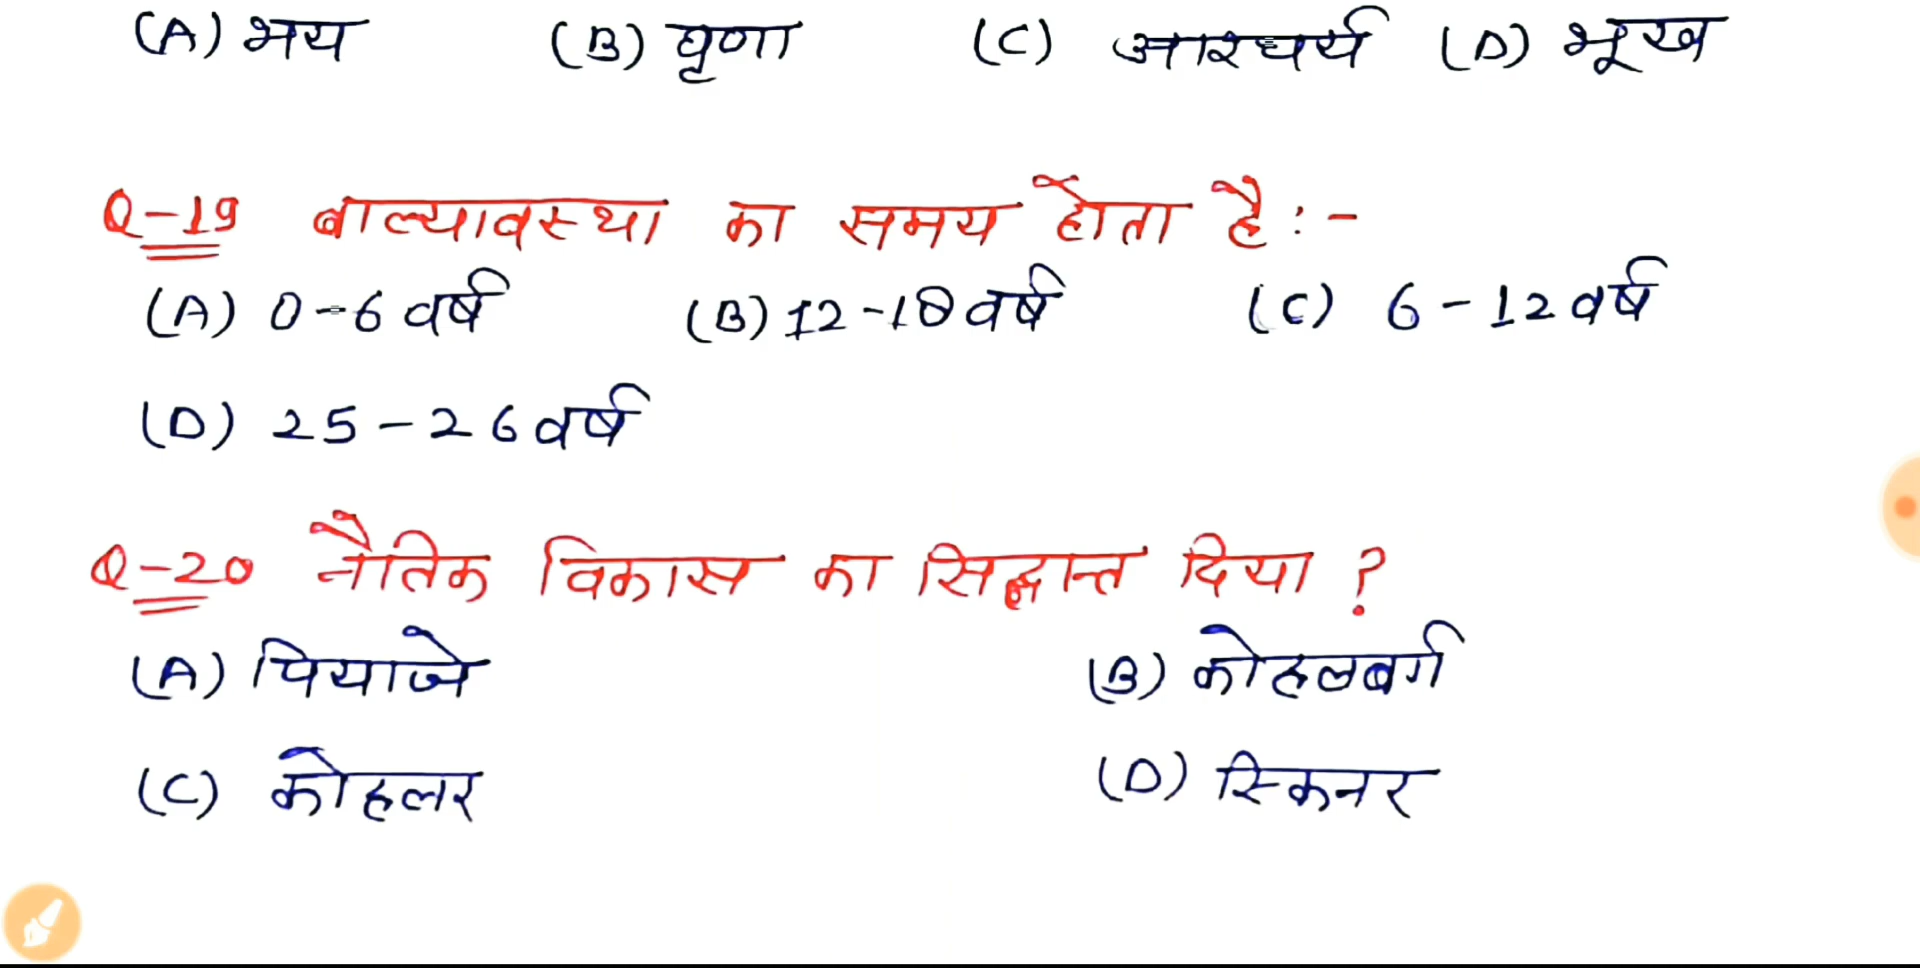 (A) भय (B) घृणा (C) आश्चर्य (D) भूख
Q-19 बाल्यावस्था का समय होता है:-
(A) 0-6 वर्ष (B) 12-18 वर्ष (C) 6-12 वर्ष
(D) 25-26 वर्ष
Q-20 नैतिक विकास का सिद्धान्त दिया ?
(A) पियाजे (B) कोहलबर्ग
(C) कोहलर (D) स्किनर